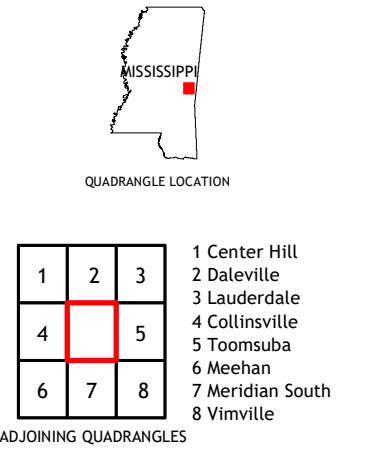 MISSISSIPPI
QUADRANGLE LOCATION
1 2 3
4 5
6 7 8
1 Center Hill
2 Daleville
3 Lauderdale
4 Collinsville
5 Toomsuba
6 Meehan
7 Meridian South
8 Vimville
ADJOINING QUADRANGLES